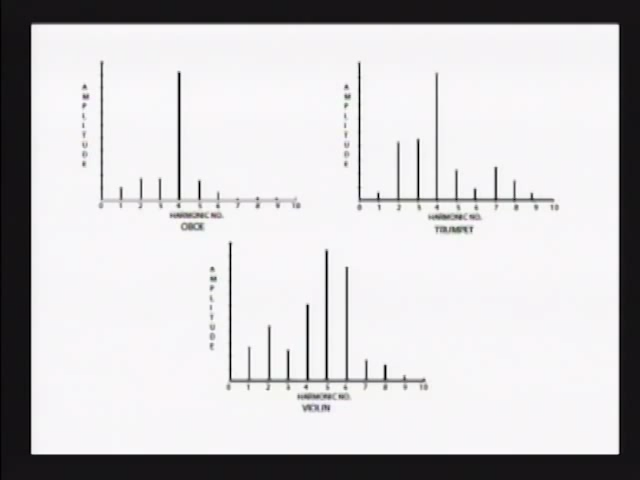 AMPLITUDE
0 1 2 3 4 5 6 7 8 9 10
HARMONIC NO.
OBOE
AMPLITUDE
0 1 2 3 4 5 6 7 8 9 10
HARMONIC NO.
TRUMPET
AMPLITUDE
0 1 2 3 4 5 6 7 8 9 10
HARMONIC NO.
VIOLIN